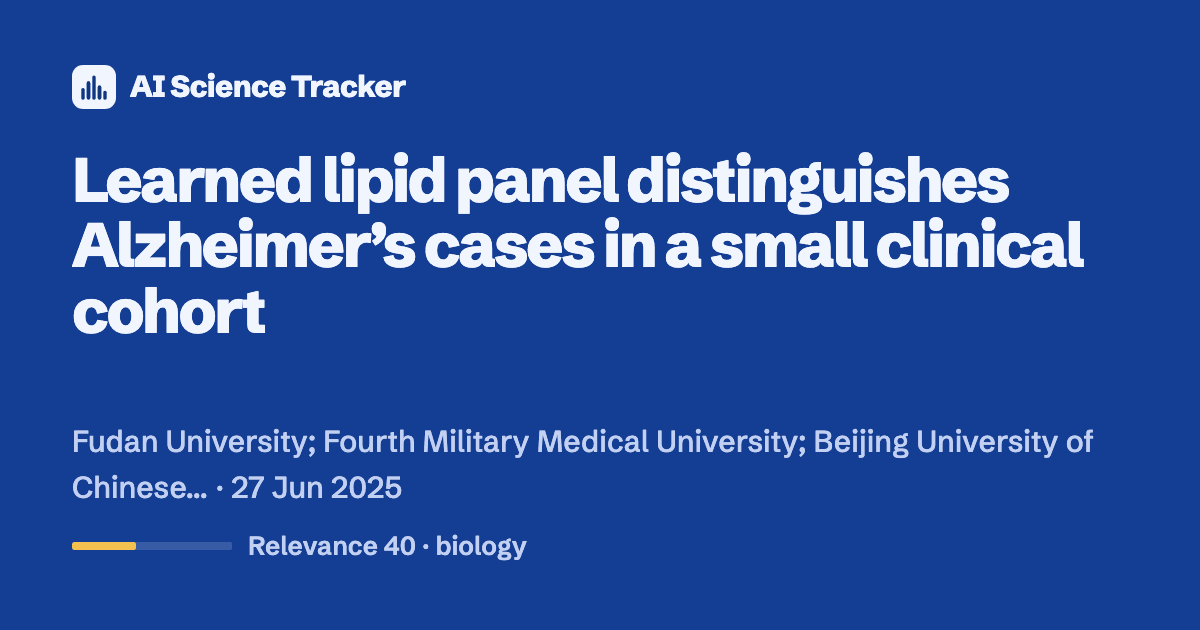 AI Science Tracker
Learned lipid panel distinguishes
Alzheimer’s cases in a small clinical
cohort
Fudan University; Fourth Military Medical University; Beijing University of
Chinese... · 27 Jun 2025
Relevance 40 · biology